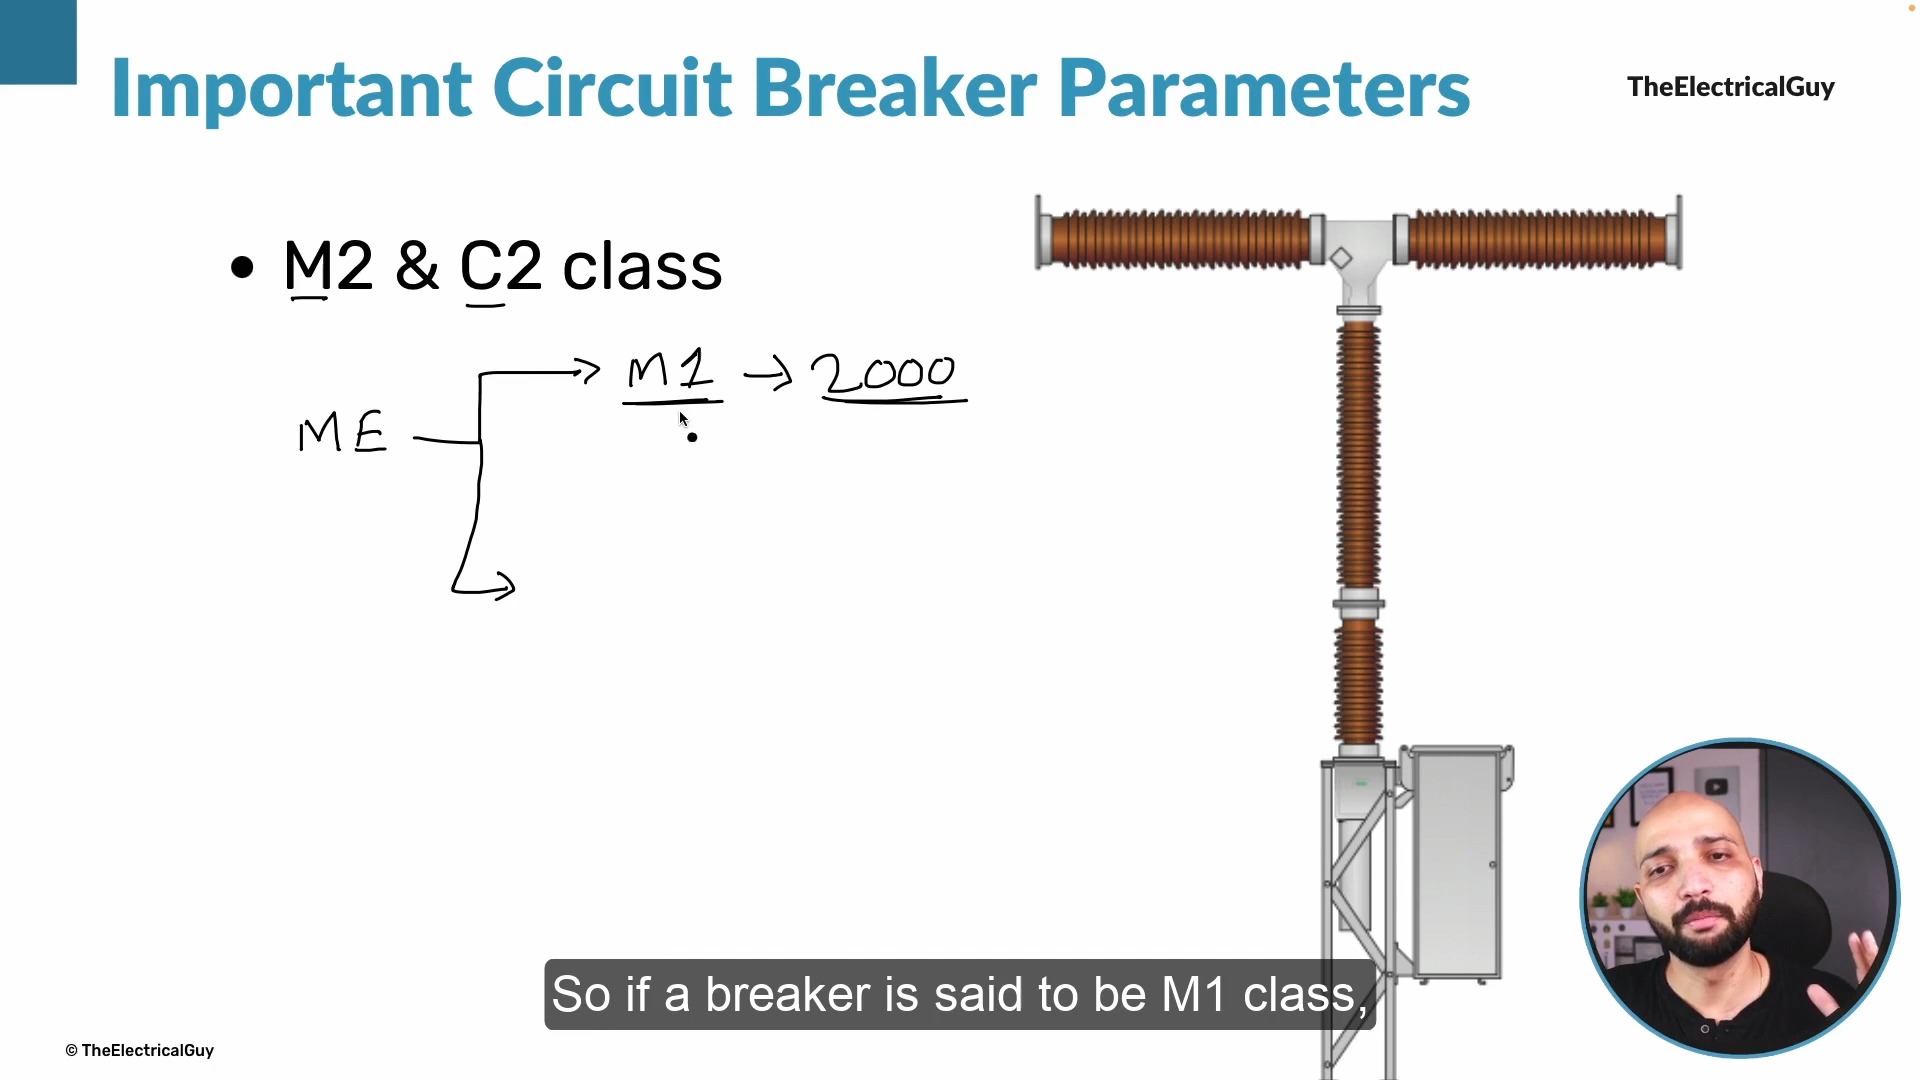 Important Circuit Breaker Parameters
TheElectricalGuy
• M2 & C2 class
M1 → 2000
ME
So if a breaker is said to be M1 class,
© TheElectricalGuy